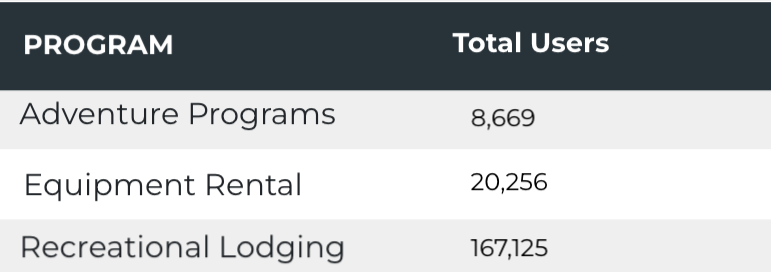 PROGRAM Total Users
Adventure Programs 8,669
Equipment Rental 20,256
Recreational Lodging 167,125